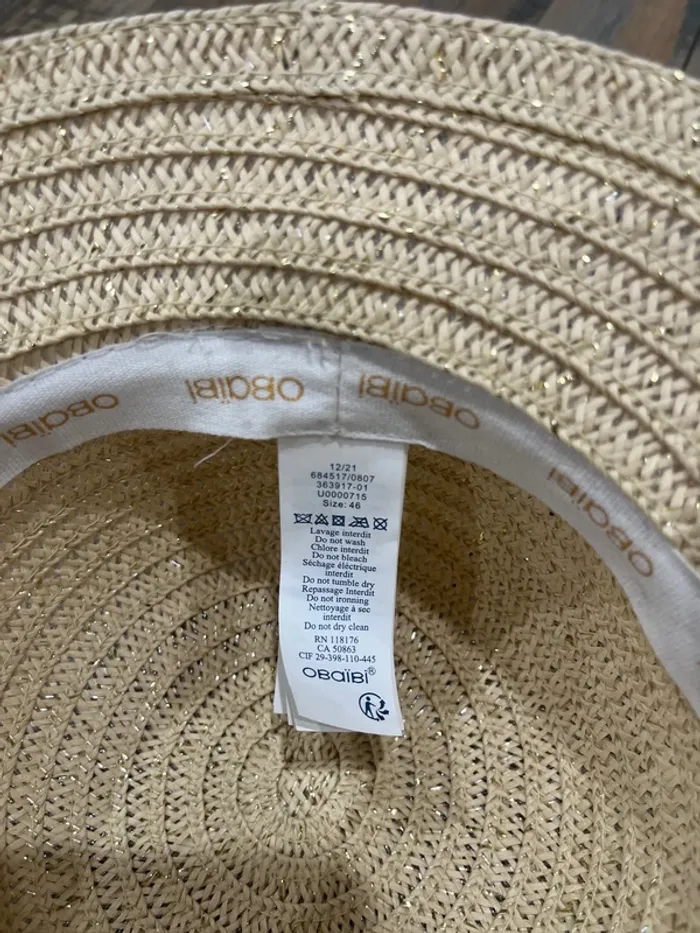 OBaïBi
OBaïBi
OBaïBi
OBaïBi
12/21
684517/0807
363917-01
U0000715
Size: 46
Lavage interdit
Do not wash
Chlore interdit
Do not bleach
Séchage éléctrique
interdit
Do not tumble dry
Repassage Interdit
Do not ironning
Nettoyage à sec
interdit
Do not dry clean
RN 118176
CA 50863
CIF 29-398-110-445
OBaïBi®